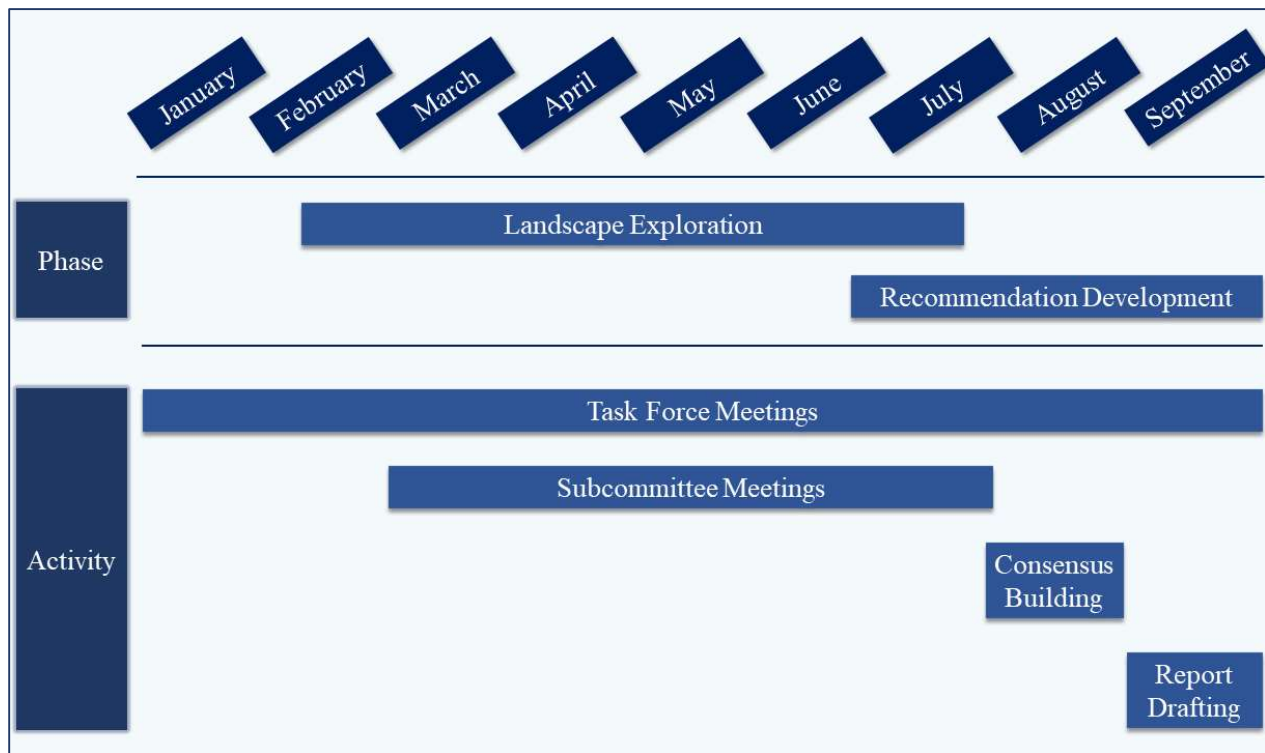 January
February
March
April
May
June
July
August
September
Phase
Landscape Exploration
Recommendation Development
Activity
Task Force Meetings
Subcommittee Meetings
Consensus
Building
Report
Drafting